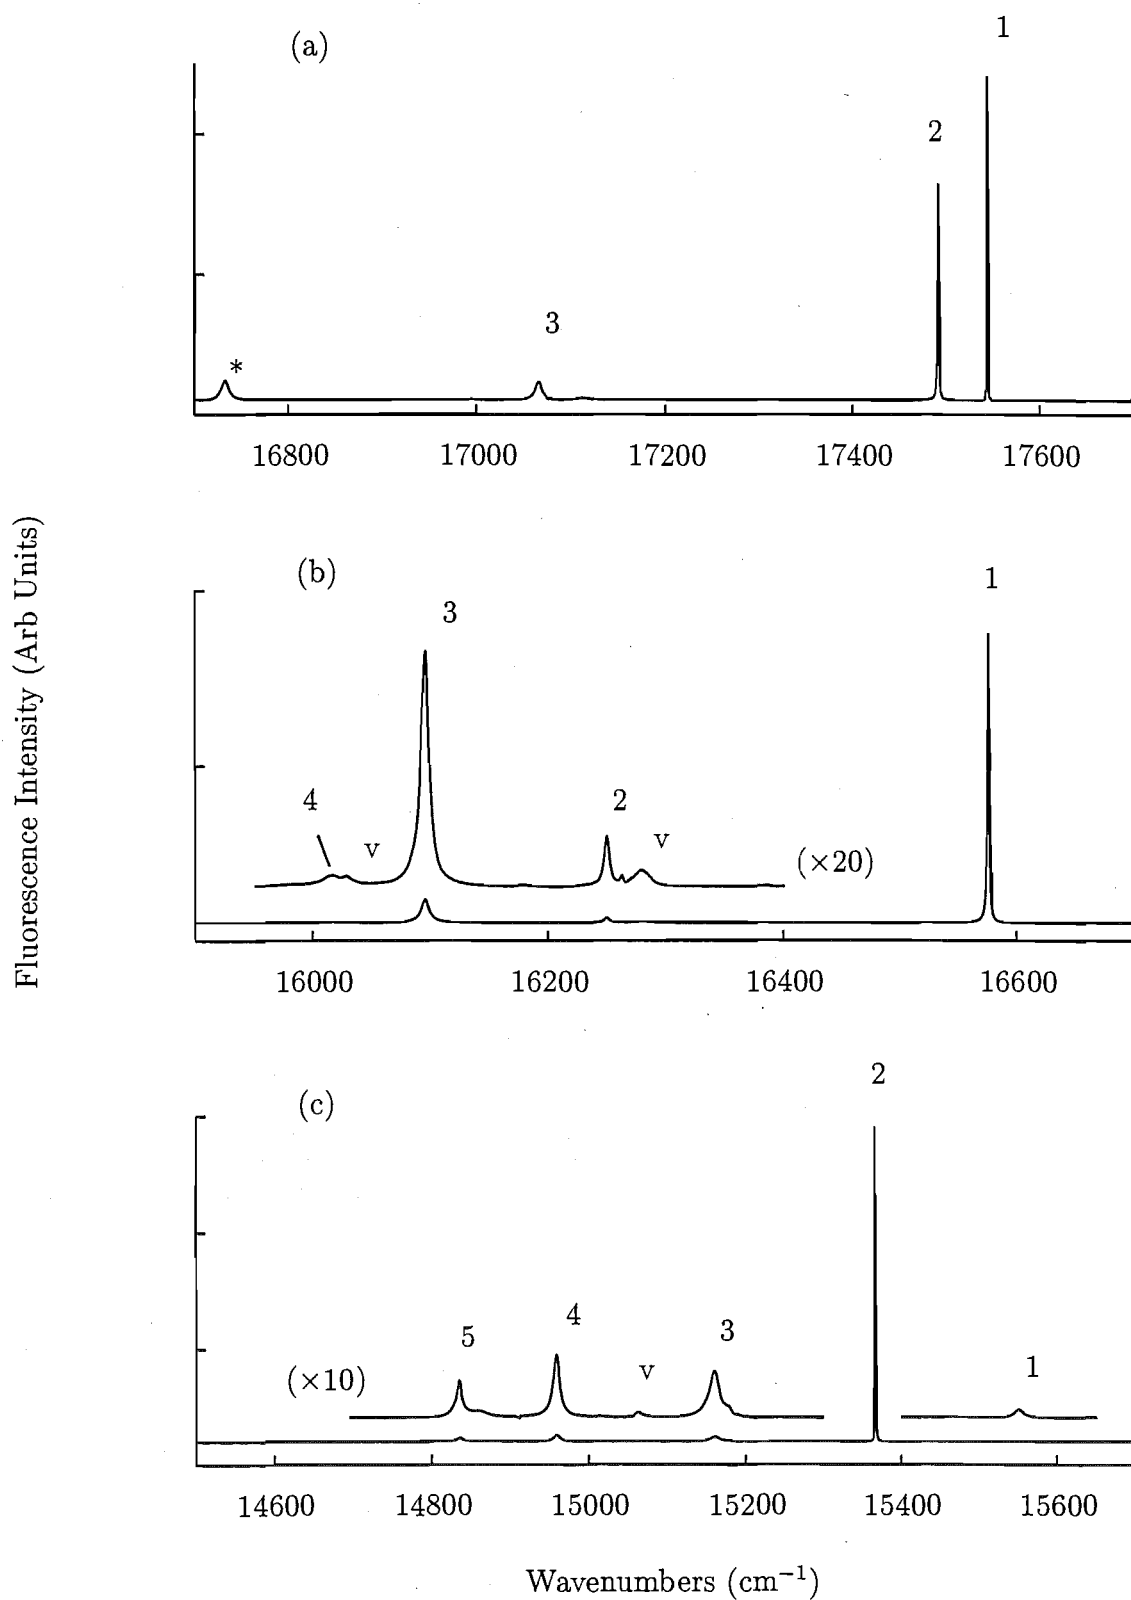 (a)
1
2
3
*
16800 17000 17200 17400 17600
Fluorescence Intensity (Arb Units)
(b)
1
3
4
v
2
v
(×20)
16000 16200 16400 16600
(c)
2
(×10)
5
4
v
3
1
14600 14800 15000 15200 15400 15600
Wavenumbers (cm⁻¹)